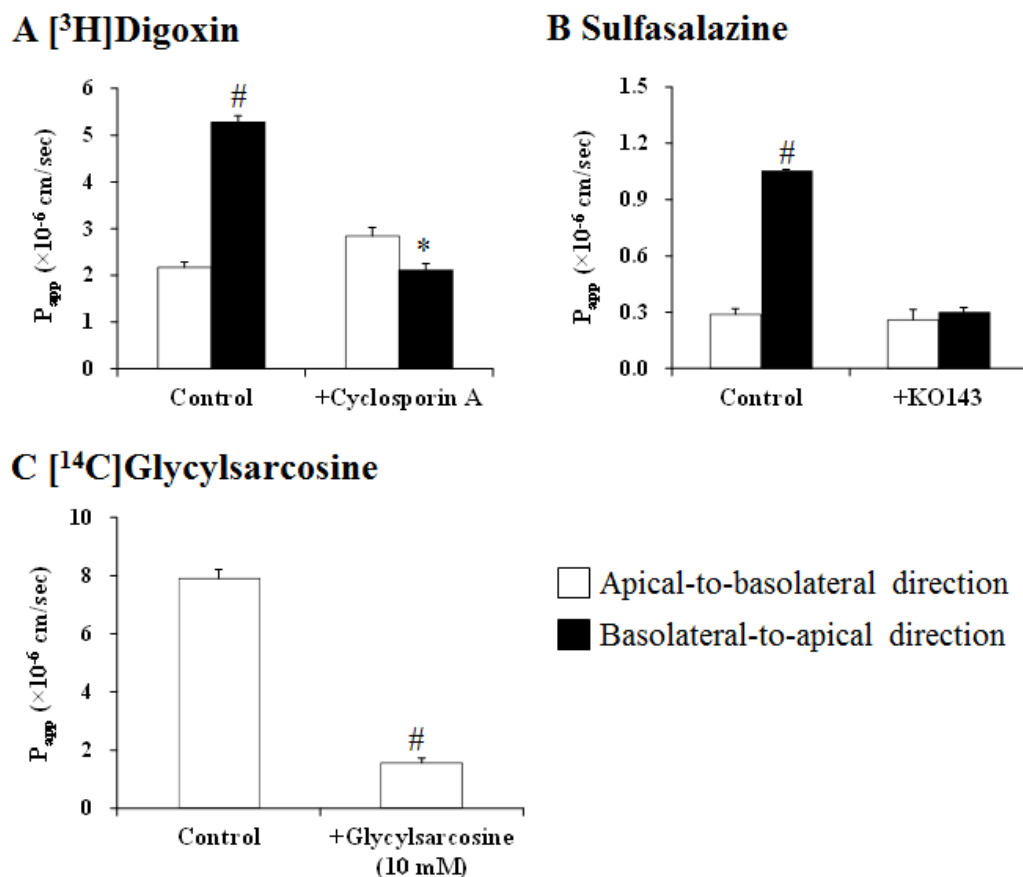 A [³H]Digoxin
B Sulfasalazine
6
5
4
3
2
1
0
Papp (×10⁻⁶ cm/sec)
#
*
Control
+Cyclosporin A
1.5
1.2
0.9
0.6
0.3
0.0
Papp (×10⁻⁶ cm/sec)
#
Control
+KO143
C [¹⁴C]Glycylsarcosine
10
8
6
4
2
0
Papp (×10⁻⁶ cm/sec)
#
Control
+Glycylsarcosine
(10 mM)
Apical-to-basolateral direction
Basolateral-to-apical direction